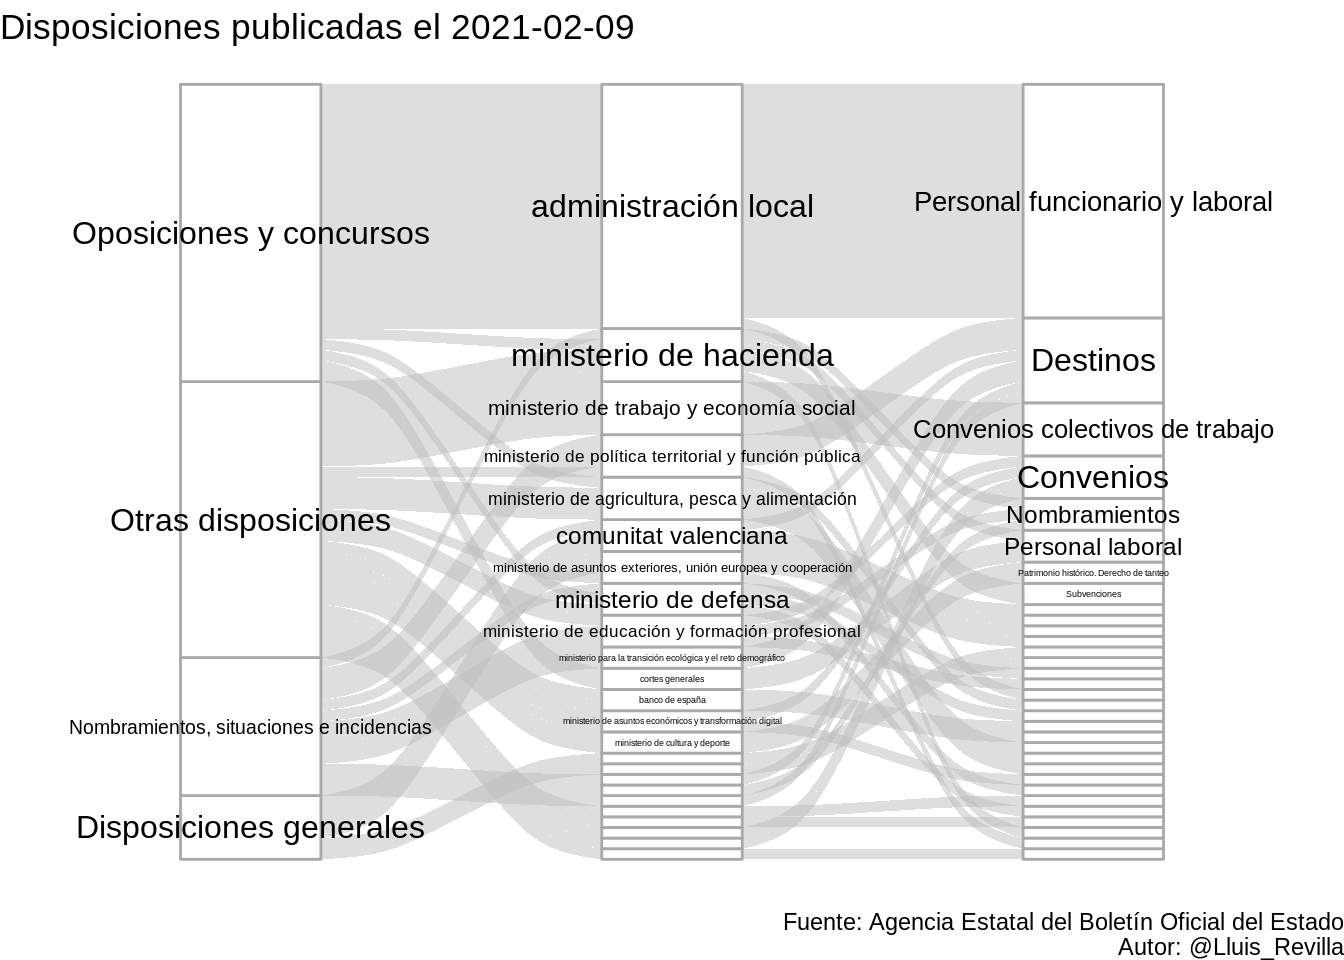 Disposiciones publicadas el 2021-02-09
Oposiciones y concursos
Otras disposiciones
Nombramientos, situaciones e incidencias
Disposiciones generales
administración local
ministerio de hacienda
ministerio de trabajo y economía social
ministerio de política territorial y función pública
ministerio de agricultura, pesca y alimentación
comunitat valenciana
ministerio de asuntos exteriores, unión europea y cooperación
ministerio de defensa
ministerio de educación y formación profesional
ministerio para la transición ecológica y el reto demográfico
cortes generales
banco de españa
ministerio de asuntos económicos y transformación digital
ministerio de cultura y deporte
Personal funcionario y laboral
Destinos
Convenios colectivos de trabajo
Convenios
Nombramientos
Personal laboral
Patrimonio histórico. Derecho de tanteo
Subvenciones
Fuente: Agencia Estatal del Boletín Oficial del Estado
Autor: @Lluis_Revilla